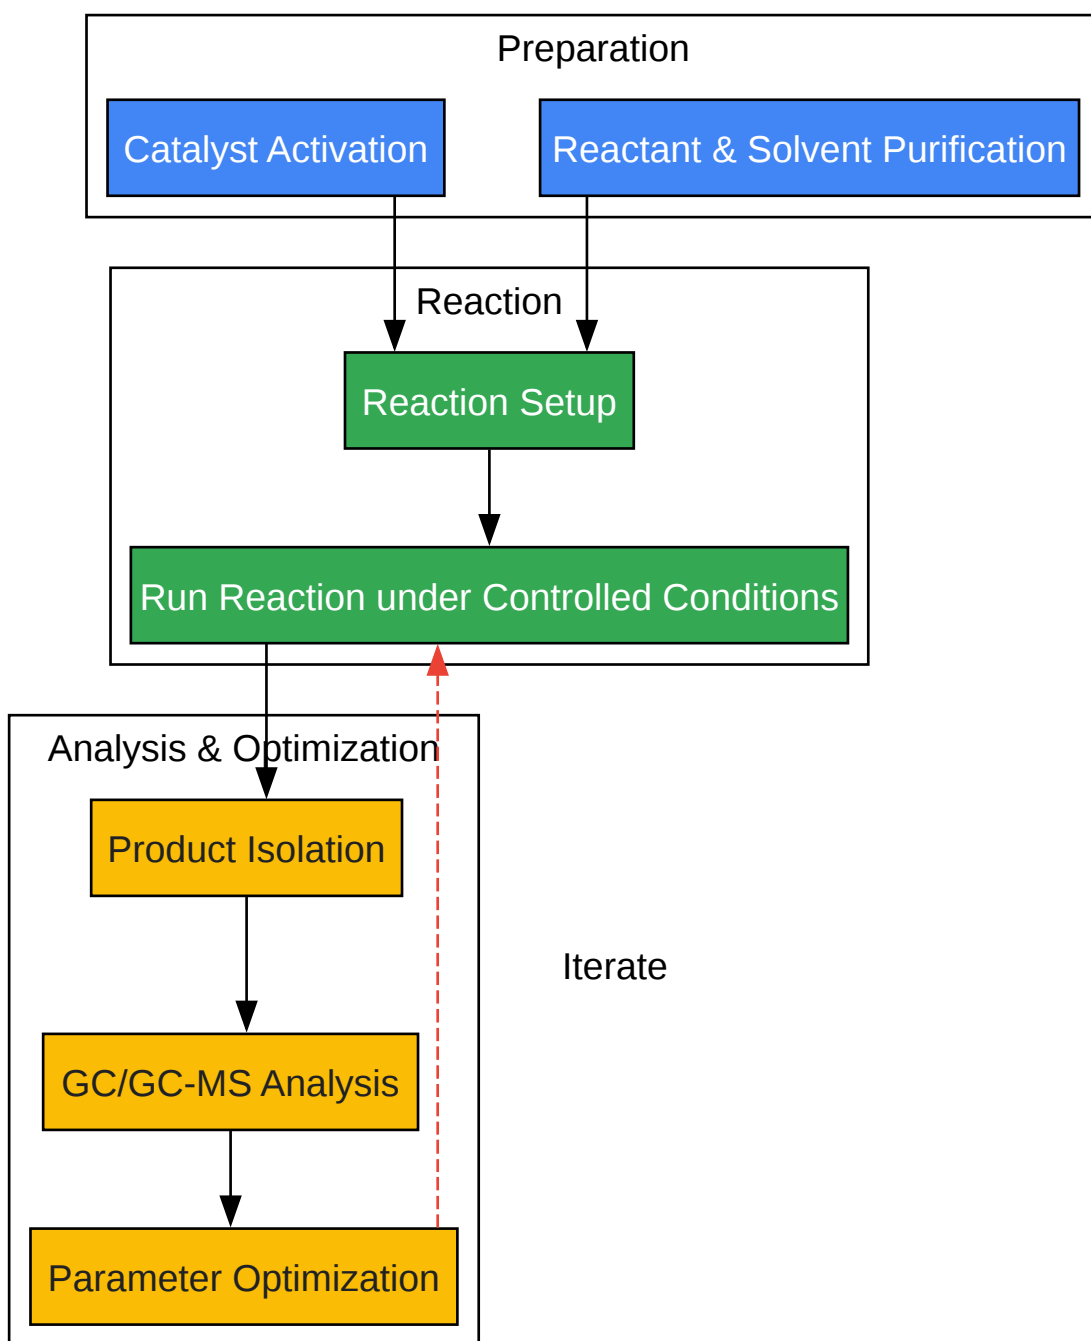 Preparation
Catalyst Activation
Reactant & Solvent Purification
Reaction
Reaction Setup
Run Reaction under Controlled Conditions
Analysis & Optimization
Product Isolation
Iterate
GC/GC-MS Analysis
Parameter Optimization